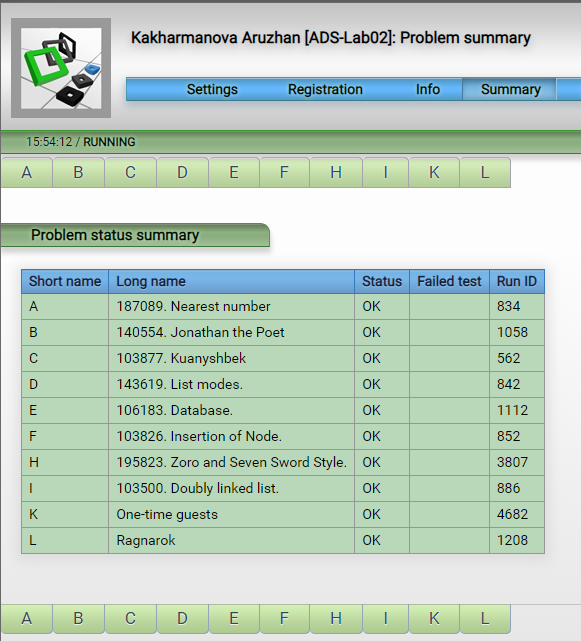 Kakharmanova Aruzhan [ADS-Lab02]: Problem summary
Settings Registration Info Summary
15:54:12 / RUNNING
A B C D E F H I K L
Problem status summary
Short name Long name Status Failed test Run ID
A 187089. Nearest number OK 834
B 140554. Jonathan the Poet OK 1058
C 103877. Kuanyshbek OK 562
D 143619. List modes. OK 842
E 106183. Database. OK 1112
F 103826. Insertion of Node. OK 852
H 195823. Zoro and Seven Sword Style. OK 3807
I 103500. Doubly linked list. OK 886
K One-time guests OK 4682
L Ragnarok OK 1208
A B C D E F H I K L